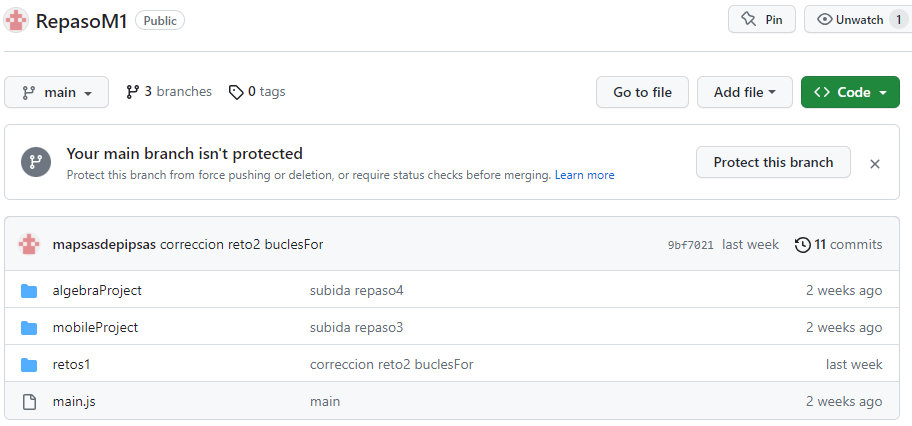 RepasoM1 Public Pin Unwatch 1
main 3 branches 0 tags Go to file Add file Code
Your main branch isn't protected
Protect this branch from force pushing or deletion, or require status checks before merging. Learn more
Protect this branch
mapsasdepipsas correccion reto2 buclesFor 9bf7021 last week 11 commits
algebraProject subida repaso4 2 weeks ago
mobileProject subida repaso3 2 weeks ago
retos1 correccion reto2 buclesFor last week
main.js main 2 weeks ago